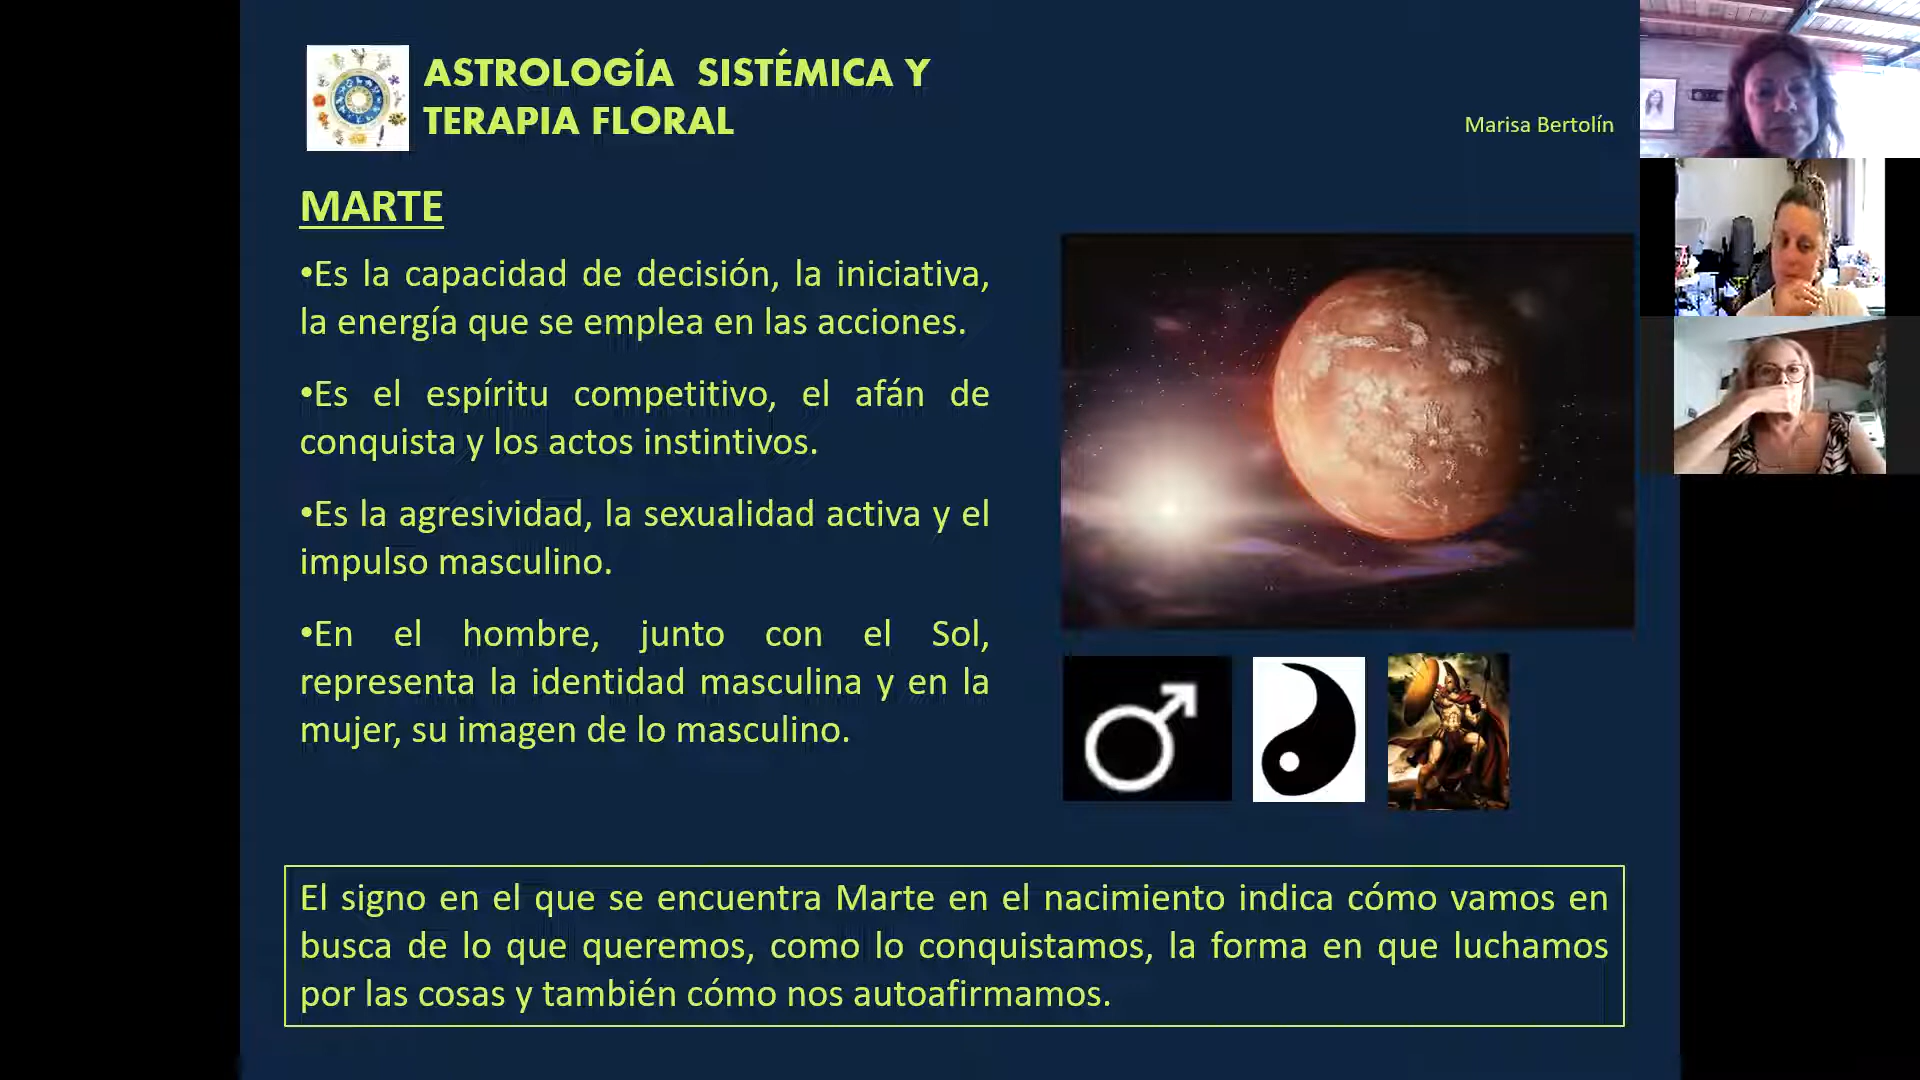 ASTROLOGÍA SISTÉMICA Y
TERAPIA FLORAL
Marisa Bertolín
MARTE
•Es la capacidad de decisión, la iniciativa,
la energía que se emplea en las acciones.
•Es el espíritu competitivo, el afán de
conquista y los actos instintivos.
•Es la agresividad, la sexualidad activa y el
impulso masculino.
•En el hombre, junto con el Sol,
representa la identidad masculina y en la
mujer, su imagen de lo masculino.
El signo en el que se encuentra Marte en el nacimiento indica cómo vamos en
busca de lo que queremos, como lo conquistamos, la forma en que luchamos
por las cosas y también cómo nos autoafirmamos.